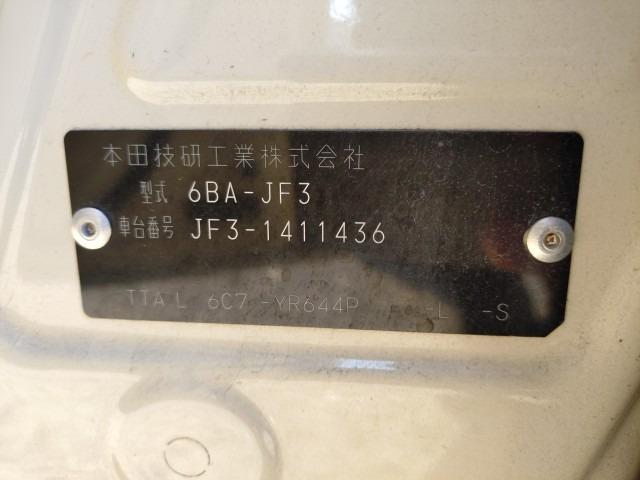 本田技研工業株式会社
型式 6BA-JF3
車台番号 JF3-1411436
TTA L 6C7 -YR644P -L -S